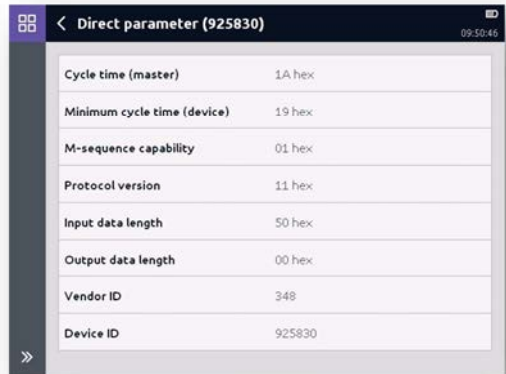 Direct parameter (925830)
09:50:46
Cycle time (master) 1A hex
Minimum cycle time (device) 19 hex
M-sequence capability 01 hex
Protocol version 11 hex
Input data length 50 hex
Output data length 00 hex
Vendor ID 348
Device ID 925830